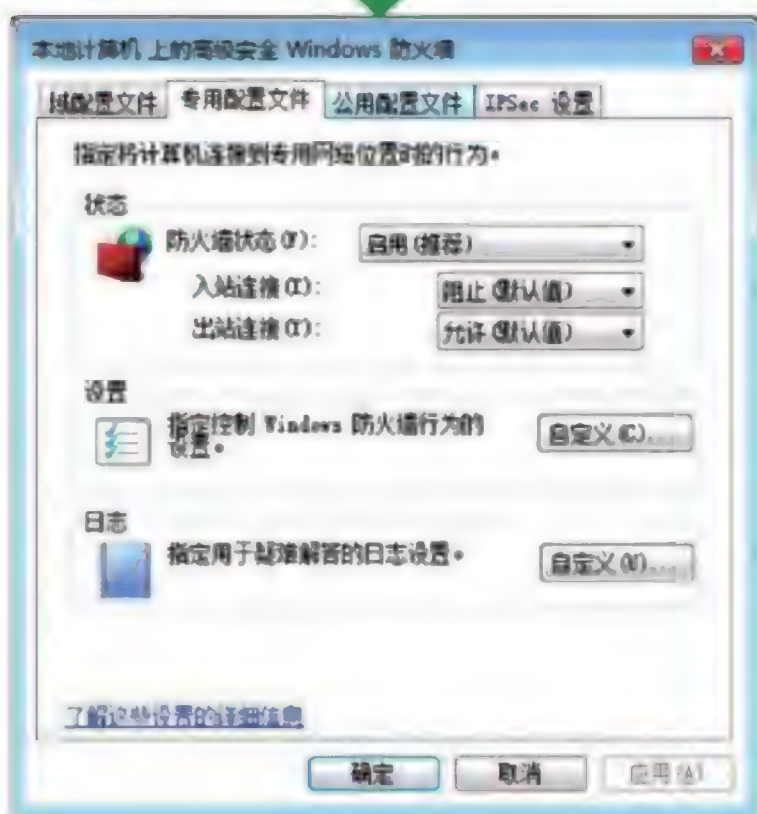 本地计算机 上的高级安全 Windows 防火墙
域配置文件 专用配置文件 公用配置文件 IPSec 设置
指定将计算机连接到专用网络位置时的行为。
状态
防火墙状态(F): 启用(推荐)
入站连接(I): 阻止(默认值)
出站连接(T): 允许(默认值)
设置
指定控制 Windows 防火墙行为的
设置。
自定义(C)...
日志
指定用于疑难解答的日志设置。
自定义
了解这些设置的详细信息
确定 取消 应用(A)